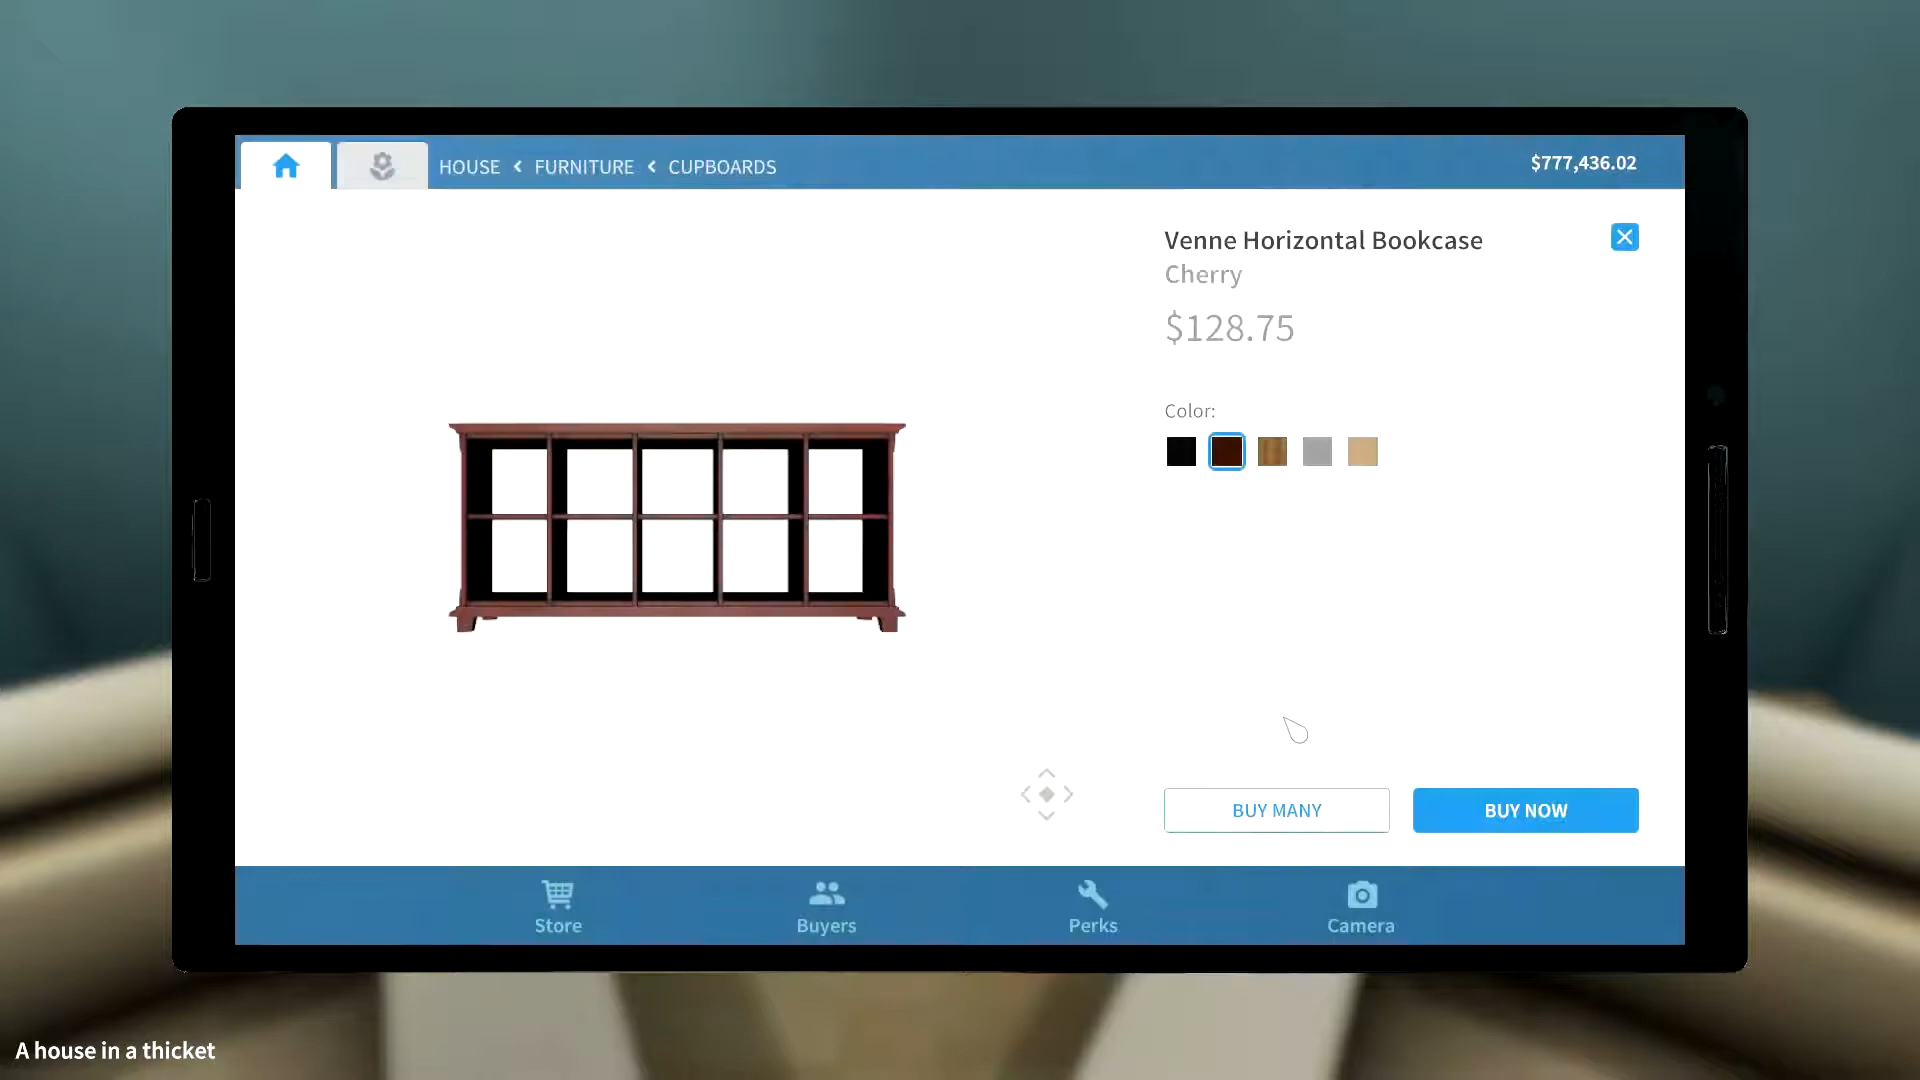 HOUSE < FURNITURE < CUPBOARDS
$777,436.02
Venne Horizontal Bookcase
Cherry
$128.75
Color:
BUY MANY
BUY NOW
Store
Buyers
Perks
Camera
A house in a thicket